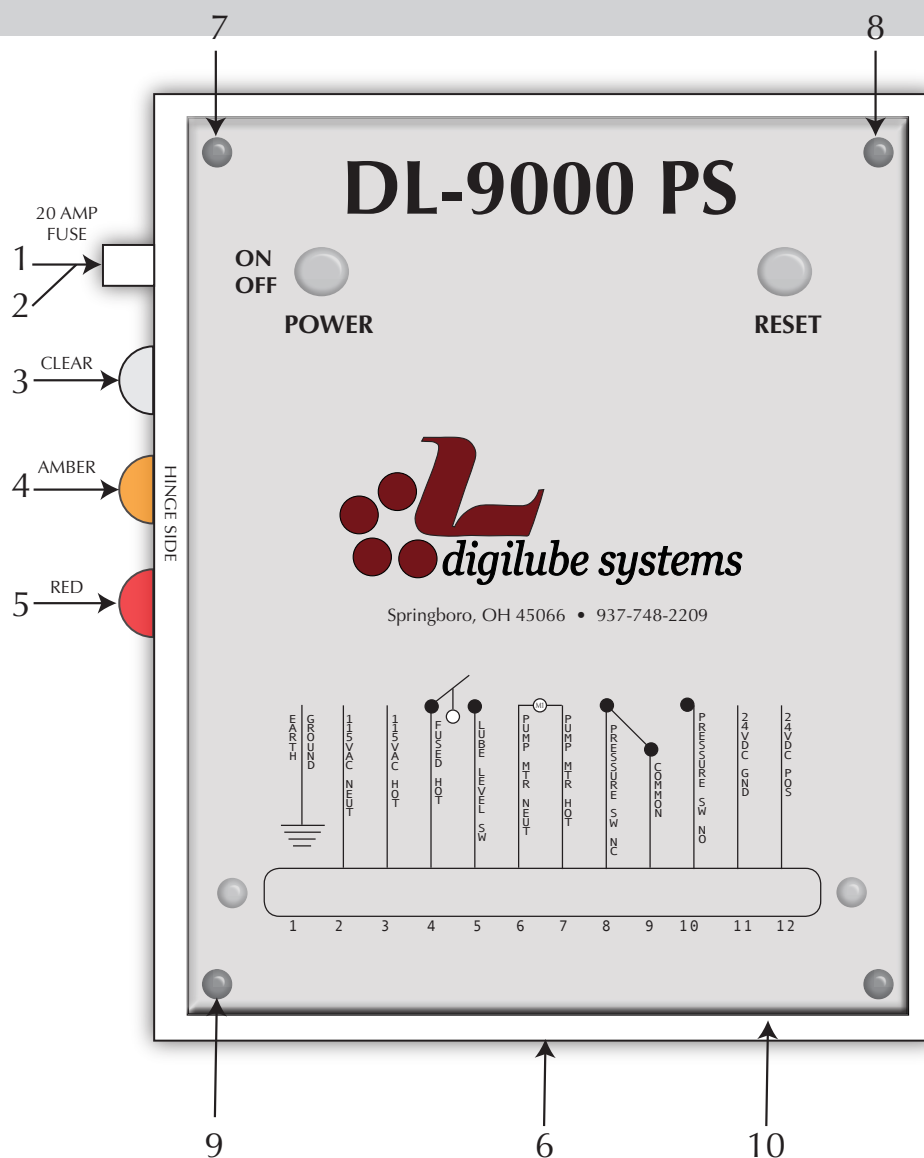 7 8
DL-9000 PS
20 AMP
FUSE
1
2
ON
OFF
POWER
RESET
3 CLEAR
4 AMBER
5 RED
HINGE SIDE
L
digilube systems
Springboro, OH 45066 • 937-748-2209
EARTH GROUND
115VAC NEUT
115VAC HOT
FUSED HOT
LUBE LEVEL SW
PUMP MTR NEUT
M1
PUMP MTR HOT
PRESSURE SW NC
COMMON
PRESSURE SW NO
24VDC GND
24VDC POS
1 2 3 4 5 6 7 8 9 10 11 12
9 6 10